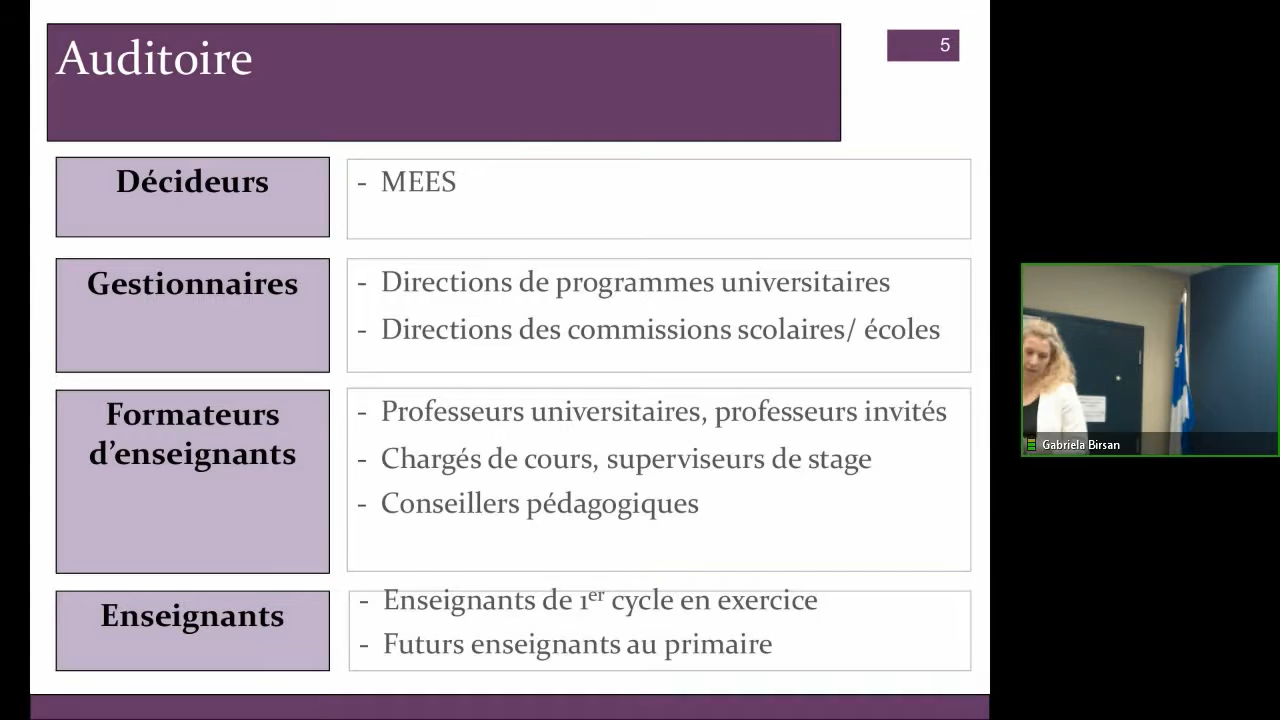 Auditoire
5
Décideurs
- MEES
Gestionnaires
- Directions de programmes universitaires
- Directions des commissions scolaires/ écoles
Formateurs
d’enseignants
- Professeurs universitaires, professeurs invités
- Chargés de cours, superviseurs de stage
- Conseillers pédagogiques
Enseignants
- Enseignants de 1er cycle en exercice
- Futurs enseignants au primaire
Gabriela Birsan